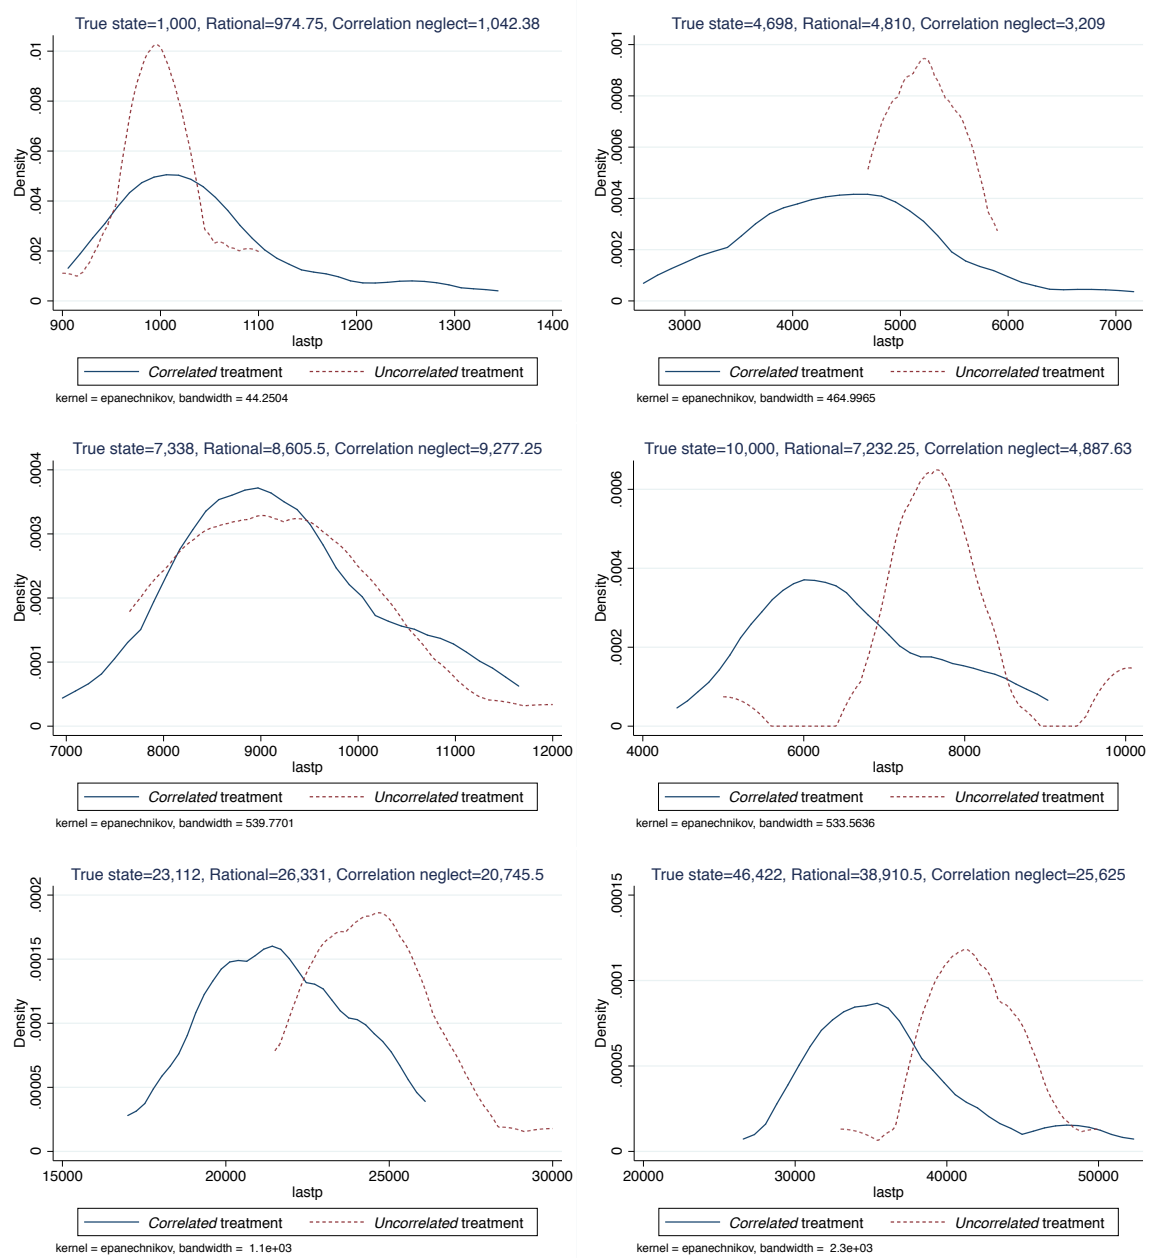 True state=1,000, Rational=974.75, Correlation neglect=1,042.38
Density
0 .002 .004 .006 .008 .01
900 1000 1100 1200 1300 1400
lastp
Correlated treatment Uncorrelated treatment
kernel = epanechnikov, bandwidth = 44.2504
True state=4,698, Rational=4,810, Correlation neglect=3,209
Density
0 .0002 .0004 .0006 .0008 .001
3000 4000 5000 6000 7000
lastp
Correlated treatment Uncorrelated treatment
kernel = epanechnikov, bandwidth = 464.9965
True state=7,338, Rational=8,605.5, Correlation neglect=9,277.25
Density
0 .0001 .0002 .0003 .0004
7000 8000 9000 10000 11000 12000
lastp
Correlated treatment Uncorrelated treatment
kernel = epanechnikov, bandwidth = 539.7701
True state=10,000, Rational=7,232.25, Correlation neglect=4,887.63
Density
0 .0002 .0004 .0006
4000 6000 8000 10000
lastp
Correlated treatment Uncorrelated treatment
kernel = epanechnikov, bandwidth = 533.5636
True state=23,112, Rational=26,331, Correlation neglect=20,745.5
Density
0 .00005 .0001 .00015 .0002
15000 20000 25000 30000
lastp
Correlated treatment Uncorrelated treatment
kernel = epanechnikov, bandwidth = 1.1e+03
True state=46,422, Rational=38,910.5, Correlation neglect=25,625
Density
0 .00005 .0001 .00015
20000 30000 40000 50000
lastp
Correlated treatment Uncorrelated treatment
kernel = epanechnikov, bandwidth = 2.3e+03